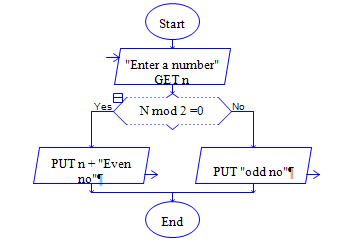 Start
"Enter a number"
GET n
Yes
N mod 2 =0
No
PUT n + "Even
no"¶
PUT "odd no"¶
End